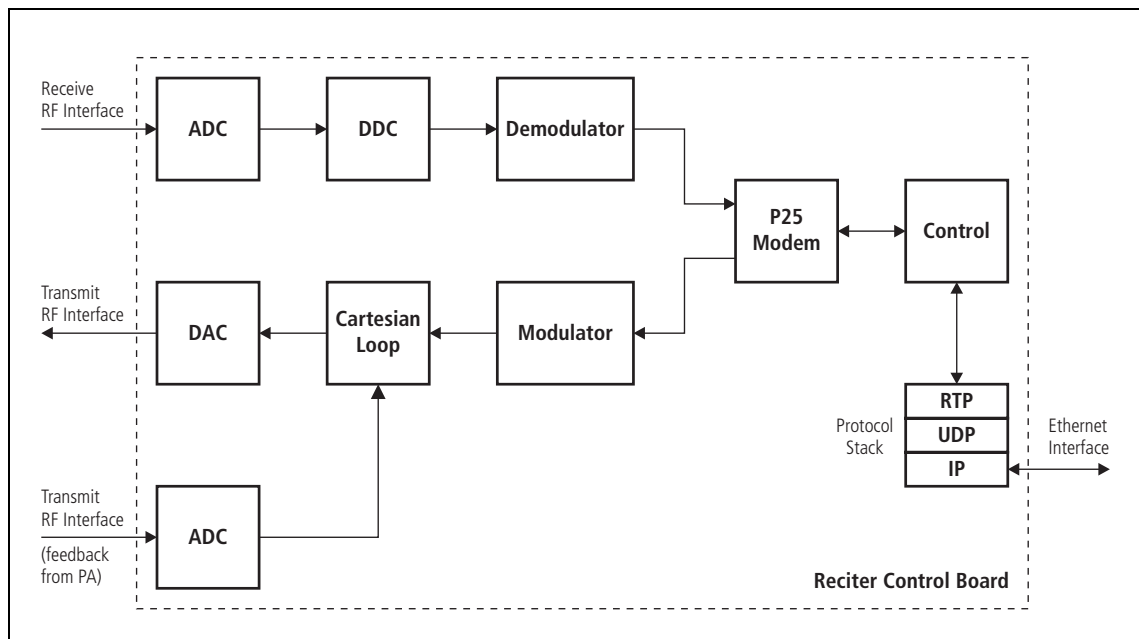 Receive
RF Interface
ADC
DDC
Demodulator
P25
Modem
Control
Transmit
RF Interface
DAC
Cartesian
Loop
Modulator
RTP
UDP
IP
Protocol
Stack
Ethernet
Interface
Transmit
RF Interface
(feedback
from PA)
ADC
Reciter Control Board